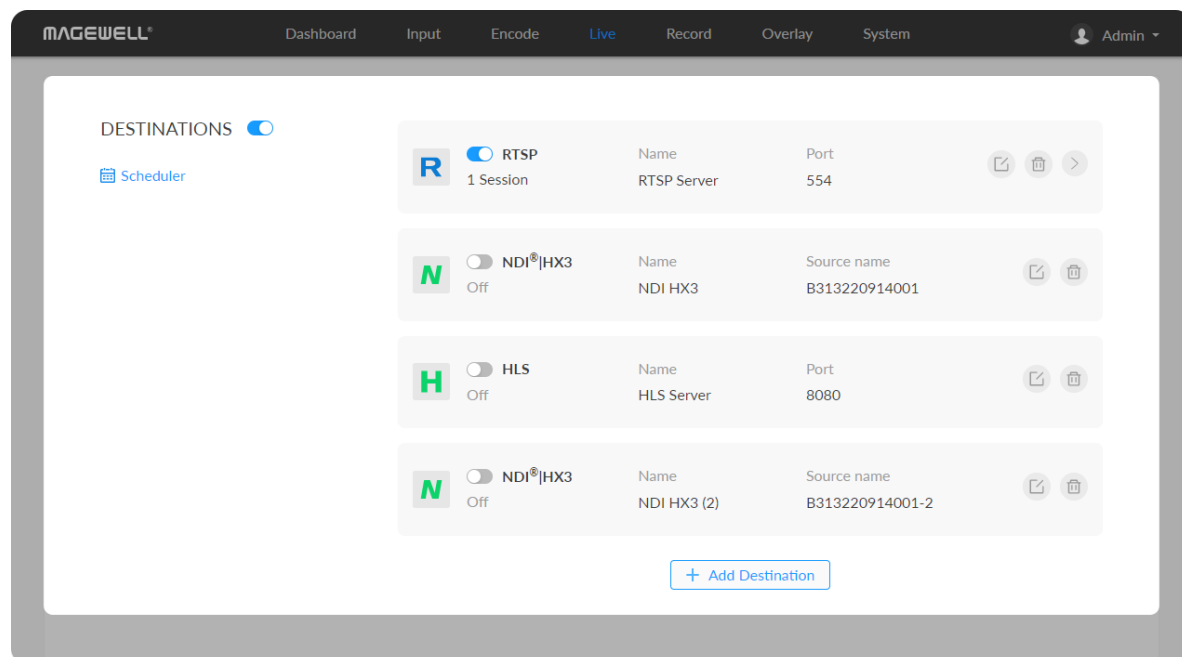 MAGEWELL®
Dashboard Input Encode Live Record Overlay System Admin
DESTINATIONS
Scheduler
R RTSP Name Port
1 Session RTSP Server 554
N NDI®|HX3 Name Source name
Off NDI HX3 B313220914001
H HLS Name Port
Off HLS Server 8080
N NDI®|HX3 Name Source name
Off NDI HX3 (2) B313220914001-2
+ Add Destination